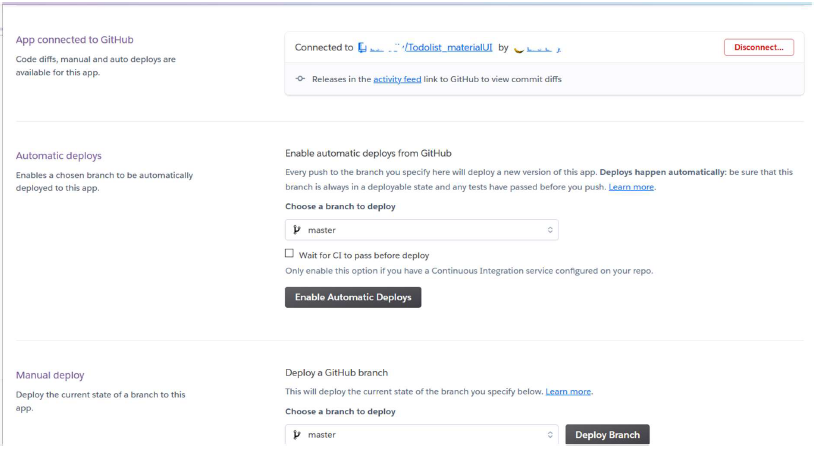 App connected to GitHub
Code diffs, manual and auto deploys are
available for this app.
Connected to /Todolist_materialUI by
Disconnect...
Releases in the activity feed link to GitHub to view commit diffs
Automatic deploys
Enables a chosen branch to be automatically
deployed to this app.
Enable automatic deploys from GitHub
Every push to the branch you specify here will deploy a new version of this app. Deploys happen automatically: be sure that this
branch is always in a deployable state and any tests have passed before you push. Learn more.
Choose a branch to deploy
master
Wait for CI to pass before deploy
Only enable this option if you have a Continuous Integration service configured on your repo.
Enable Automatic Deploys
Manual deploy
Deploy the current state of a branch to this
app.
Deploy a GitHub branch
This will deploy the current state of the branch you specify below. Learn more.
Choose a branch to deploy
master
Deploy Branch